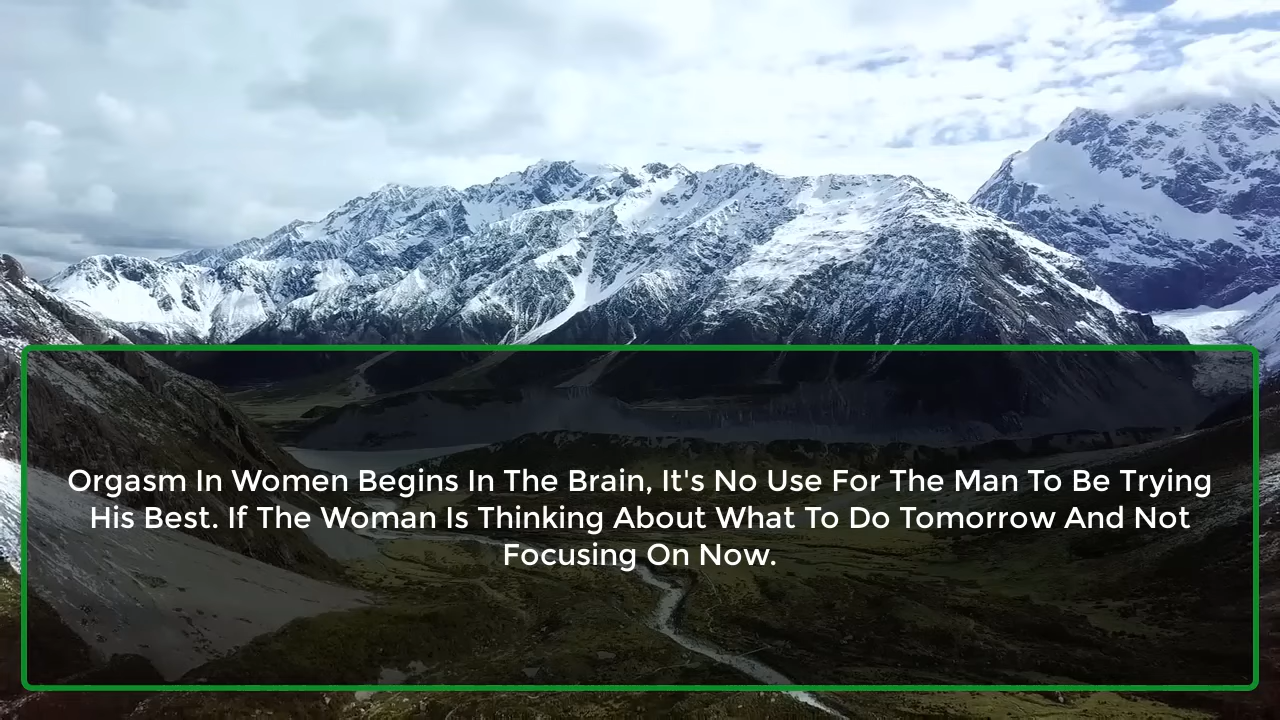 Orgasm In Women Begins In The Brain, It's No Use For The Man To Be Trying
His Best. If The Woman Is Thinking About What To Do Tomorrow And Not
Focusing On Now.